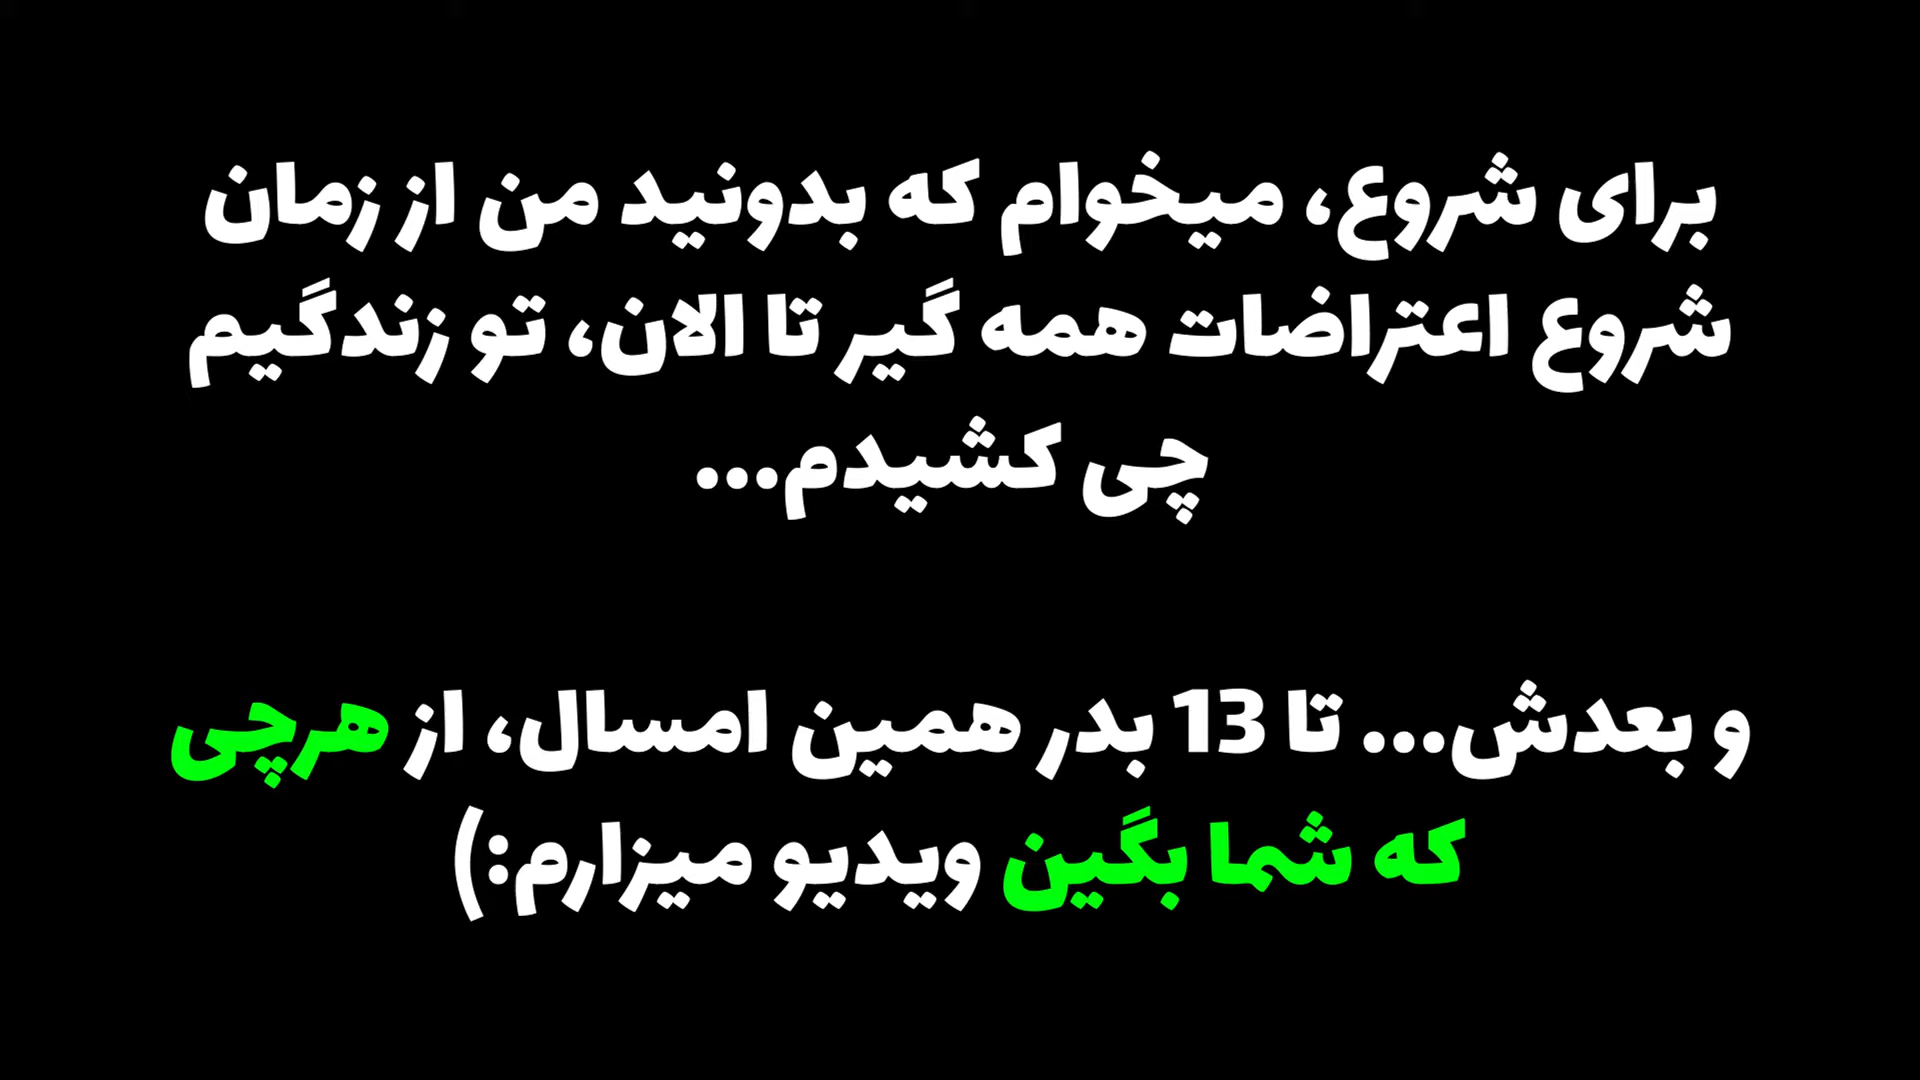 برای شروع، میخوام که بدونید من از زمان
شروع اعتراضات همه گیر تا الان، تو زندگیم
چی کشیدم...
و بعدش... تا 13 بدر همین امسال، از هرچی
که شما بگین ویدیو میزارم:)